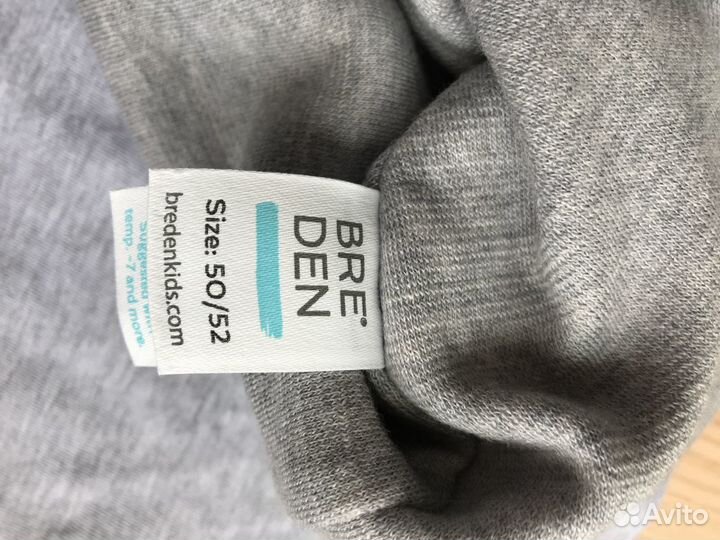 BRE®
DEN
Size: 50/52
bredenkids.com
temp. -7 and more.
Avito